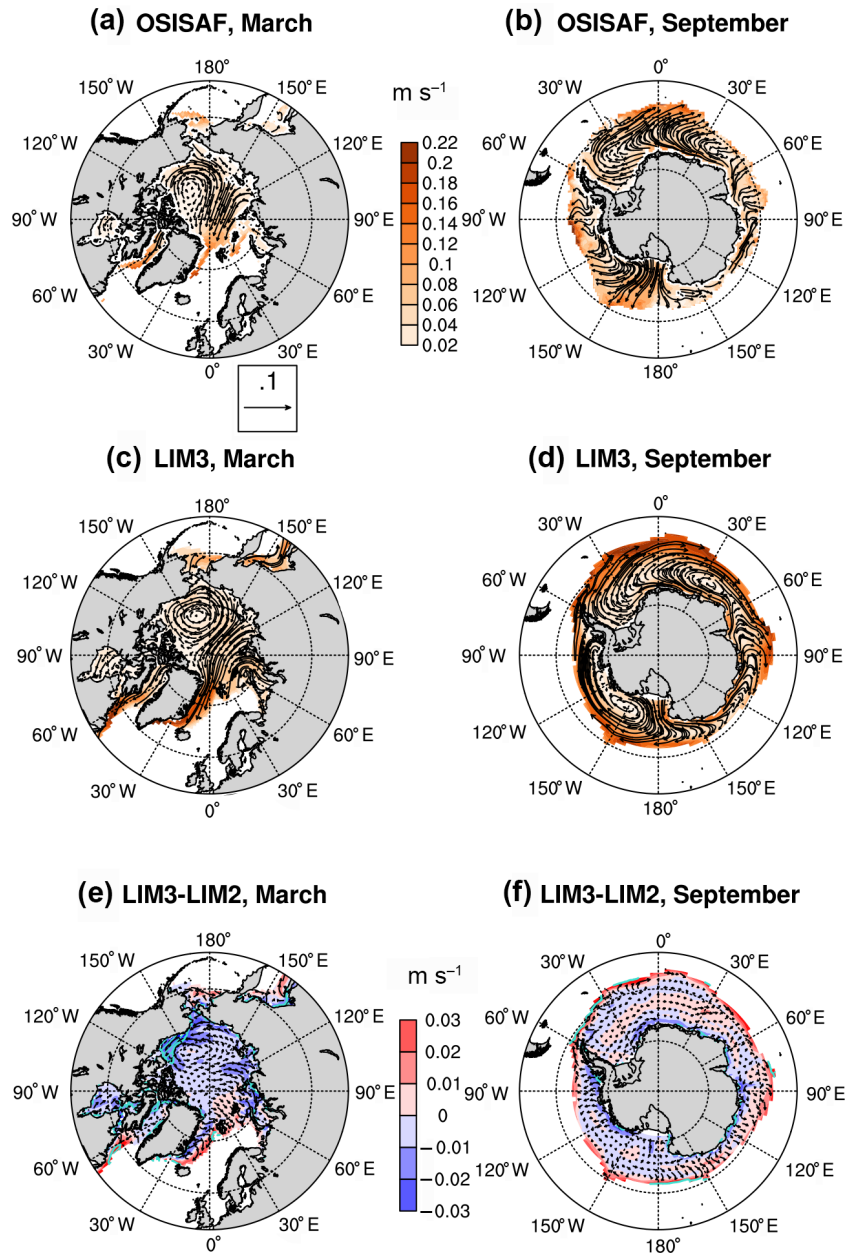 (a) OSISAF, March
(b) OSISAF, September
180°
150° W
150° E
120° W
120° E
90° W
90° E
60° W
60° E
30° W
30° E
0°
m s⁻¹
0.22
0.2
0.18
0.16
0.14
0.12
0.1
0.08
0.06
0.04
0.02
0°
30° W
30° E
60° W
60° E
90° W
90° E
120° W
120° E
150° W
150° E
180°
.1
(c) LIM3, March
(d) LIM3, September
180°
150° W
150° E
120° W
120° E
90° W
90° E
60° W
60° E
30° W
30° E
0°
0°
30° W
30° E
60° W
60° E
90° W
90° E
120° W
120° E
150° W
150° E
180°
(e) LIM3-LIM2, March
(f) LIM3-LIM2, September
180°
150° W
150° E
120° W
120° E
90° W
90° E
60° W
60° E
30° W
30° E
0°
m s⁻¹
0.03
0.02
0.01
0
−0.01
−0.02
−0.03
0°
30° W
30° E
60° W
60° E
90° W
90° E
120° W
120° E
150° W
150° E
180°